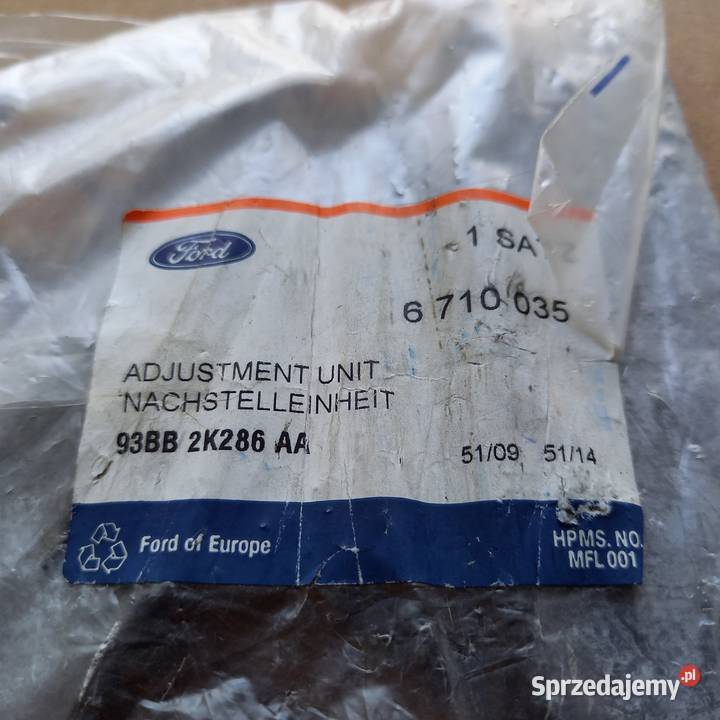 Ford
6 710 035
1
ADJUSTMENT UNIT
NACHSTELLEINHEIT
93BB 2K286 AA
51/09 51/14
Ford of Europe
HPMS. NO.
MFL 001
Sprzedajemy.pl